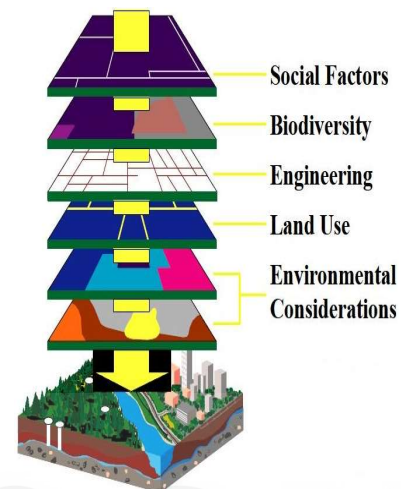 Social Factors
Biodiversity
Engineering
Land Use
Environmental
Considerations